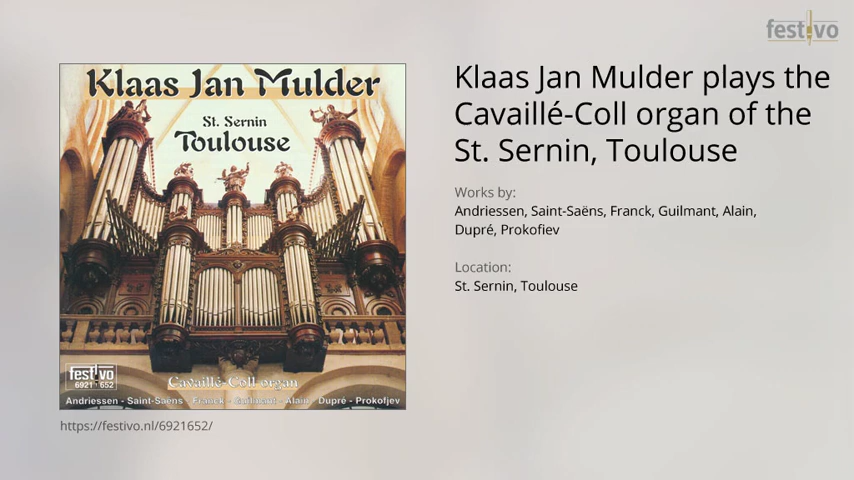 festivo
Klaas Jan Mulder
St. Sernin
Toulouse
festivo
6921 652
Cavaillé-Coll organ
Andriessen - Saint-Saëns - Franck - Guilmant - Alain - Dupré - Prokofjev
https://festivo.nl/6921652/
Klaas Jan Mulder plays the
Cavaillé-Coll organ of the
St. Sernin, Toulouse
Works by:
Andriessen, Saint-Saëns, Franck, Guilmant, Alain,
Dupré, Prokofiev
Location:
St. Sernin, Toulouse